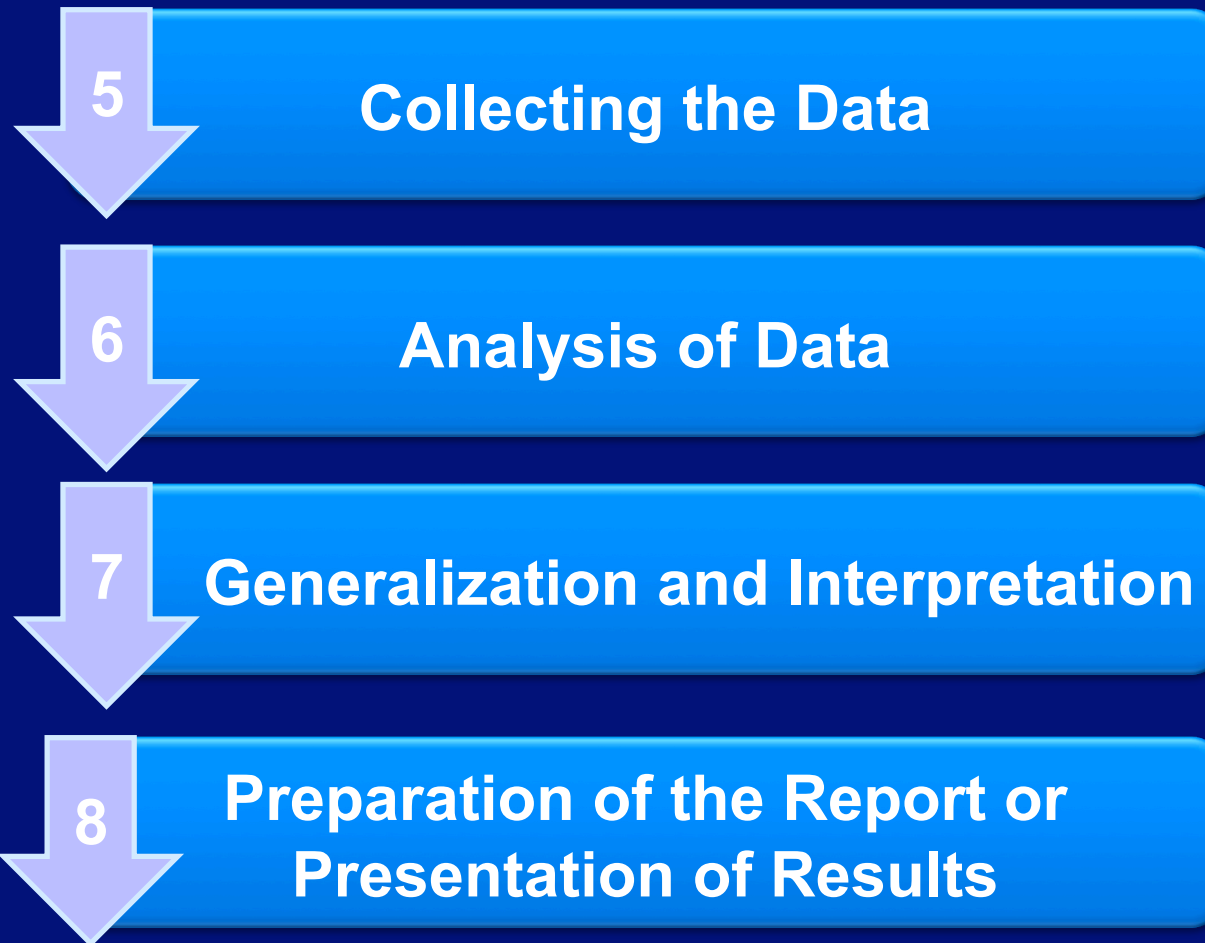 5
Collecting the Data
6
Analysis of Data
7
Generalization and Interpretation
8
Preparation of the Report or
Presentation of Results